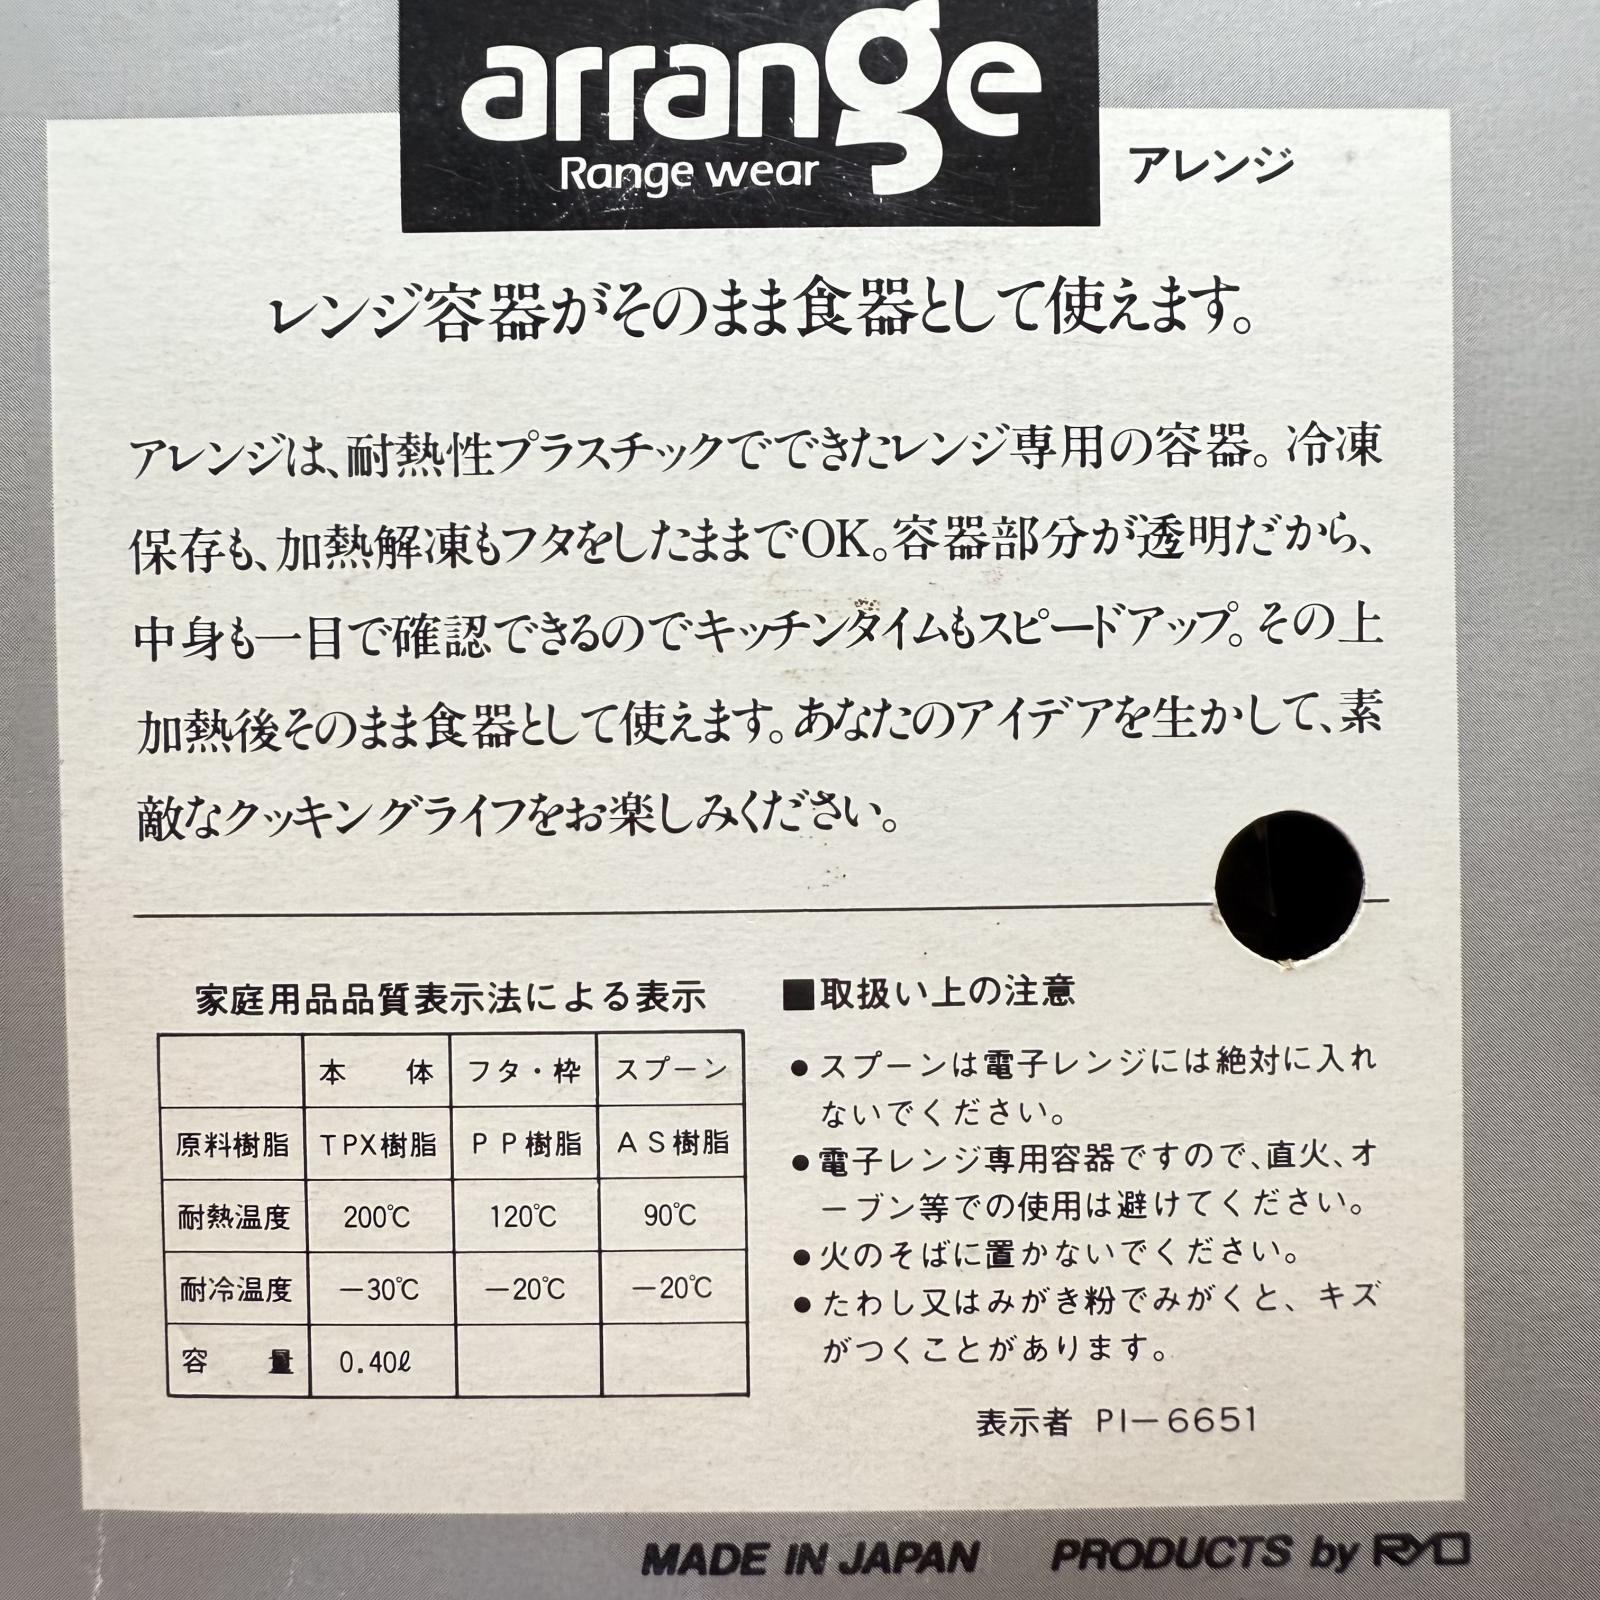 arrange
Range wear
アレンジ
レンジ容器がそのまま食器として使えます。
アレンジは、耐熱性プラスチックでできたレンジ専用の容器。冷凍
保存も、加熱解凍もフタをしたままでOK。容器部分が透明だから、
中身も一目で確認できるのでキッチンタイムもスピードアップ。その上
加熱後そのまま食器として使えます。あなたのアイデアを生かして、素
敵なクッキングライフをお楽しみください。
家庭用品品質表示法による表示
本　体 フタ・枠 スプーン
原料樹脂 TPX樹脂 PP樹脂 AS樹脂
耐熱温度 200℃ 120℃ 90℃
耐冷温度 −30℃ −20℃ −20℃
容　量 0.40ℓ
■取扱い上の注意
●スプーンは電子レンジには絶対に入れ
ないでください。
●電子レンジ専用容器ですので、直火、オ
ーブン等での使用は避けてください。
●火のそばに置かないでください。
●たわし又はみがき粉でみがくと、キズ
がつくことがあります。
表示者 PI−6651
MADE IN JAPAN PRODUCTS by RYO